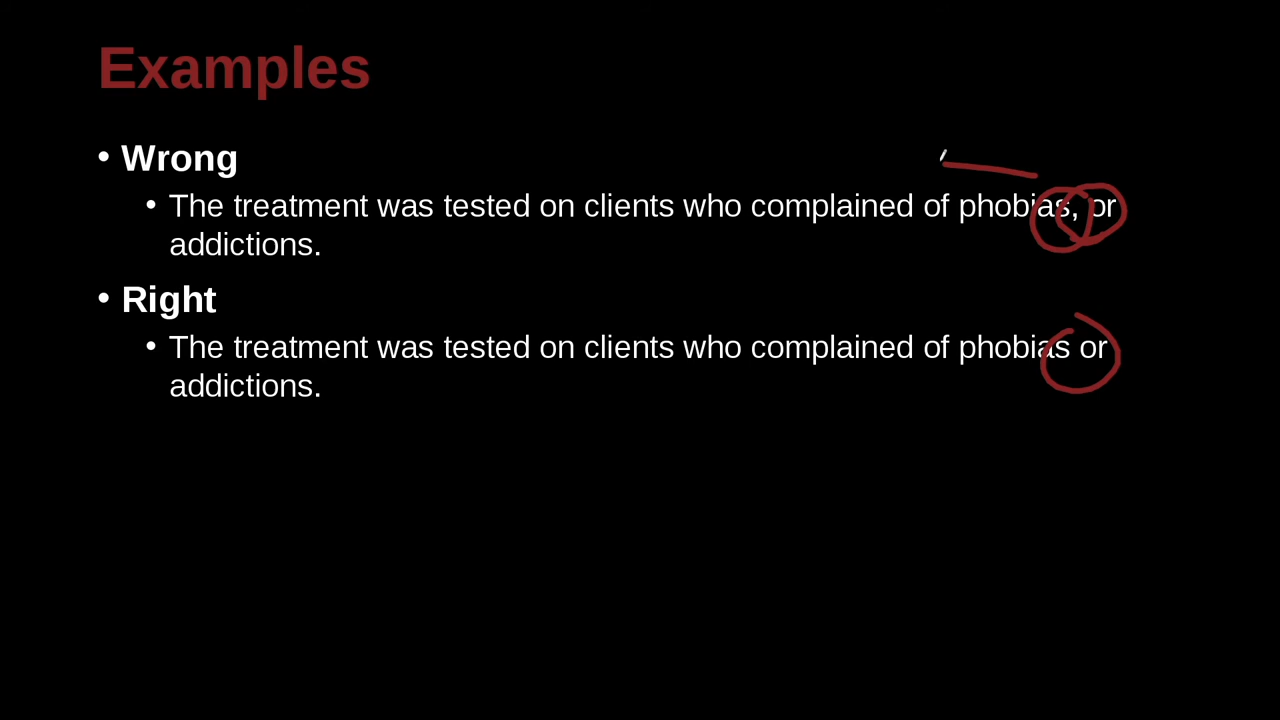 Examples
• Wrong
• The treatment was tested on clients who complained of phobias, or
addictions.
• Right
• The treatment was tested on clients who complained of phobias or
addictions.